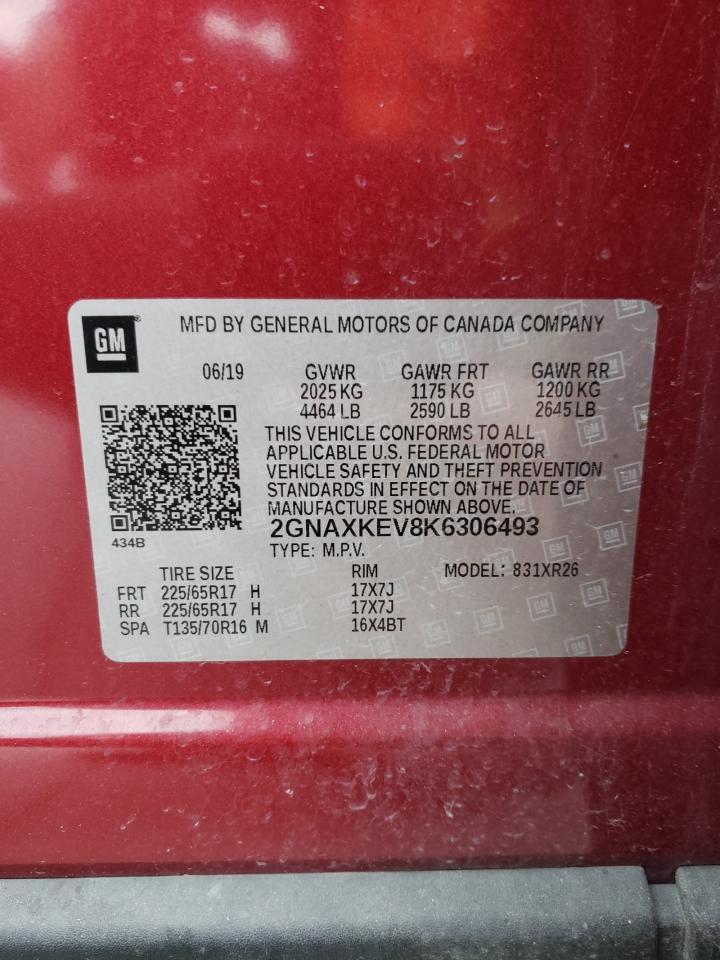 GM
MFD BY GENERAL MOTORS OF CANADA COMPANY
06/19 GVWR GAWR FRT GAWR RR
2025 KG 1175 KG 1200 KG
4464 LB 2590 LB 2645 LB
THIS VEHICLE CONFORMS TO ALL
APPLICABLE U.S. FEDERAL MOTOR
VEHICLE SAFETY AND THEFT PREVENTION
STANDARDS IN EFFECT ON THE DATE OF
MANUFACTURE SHOWN ABOVE.
2GNAXKEV8K6306493
434B
TYPE: M.P.V.
TIRE SIZE RIM MODEL: 831XR26
FRT 225/65R17 H 17X7J
RR 225/65R17 H 17X7J
SPA T135/70R16 M 16X4BT